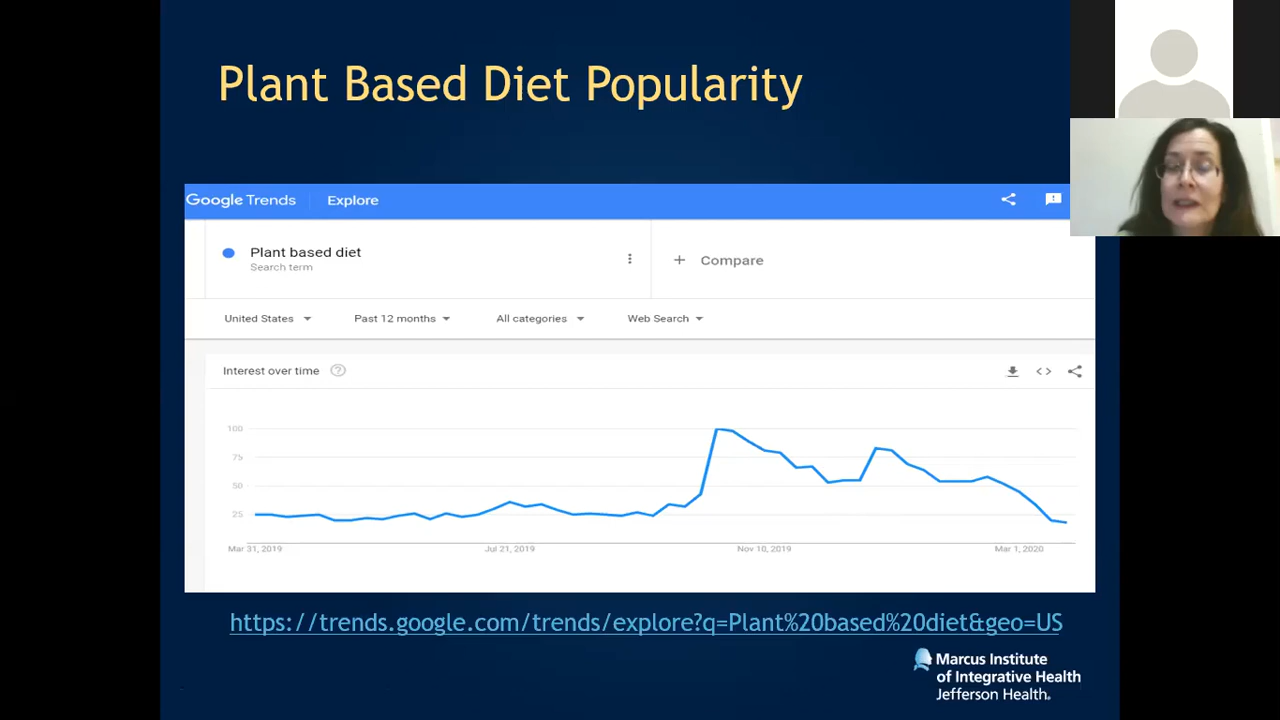 Plant Based Diet Popularity
Google Trends Explore
Plant based diet
Search term
+ Compare
United States Past 12 months All categories Web Search
Interest over time ?
100
75
50
25
Mar 31, 2019 Jul 21, 2019 Nov 10, 2019 Mar 1, 2020
https://trends.google.com/trends/explore?q=Plant%20based%20diet&geo=US
Marcus Institute
of Integrative Health
Jefferson Health.